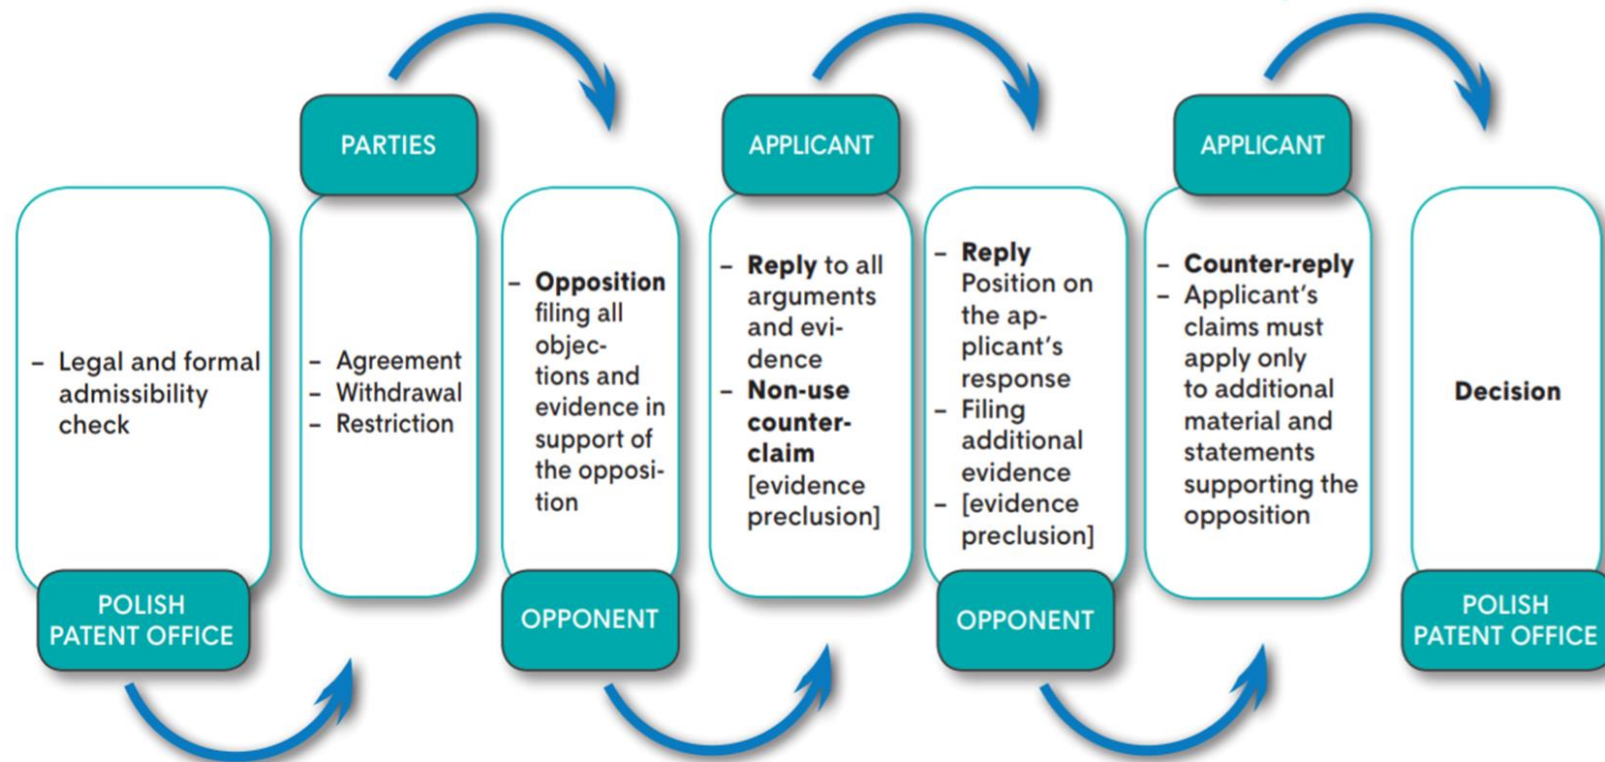 – Legal and formal
admissibility
check
POLISH
PATENT OFFICE
PARTIES
– Agreement
– Withdrawal
– Restriction
– Opposition
filing all
objec-
tions and
evidence in
support of
the opposi-
tion
OPPONENT
APPLICANT
– Reply to all
arguments
and evi-
dence
– Non-use
counter-
claim
[evidence
preclusion]
– Reply
Position on
the ap-
plicant’s
response
– Filing
additional
evidence
– [evidence
preclusion]
OPPONENT
APPLICANT
– Counter-reply
– Applicant’s
claims must
apply only
to additional
material and
statements
supporting the
opposition
Decision
POLISH
PATENT OFFICE